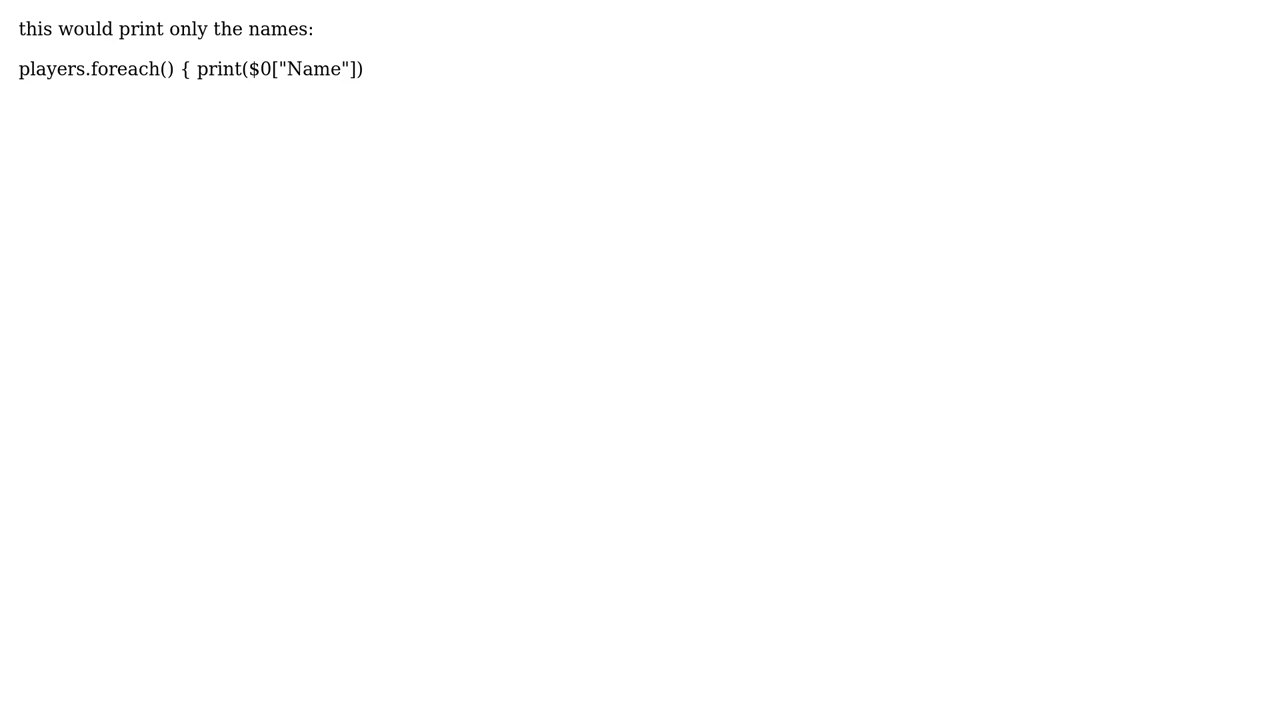 this would print only the names:
players.foreach() { print($0["Name"])